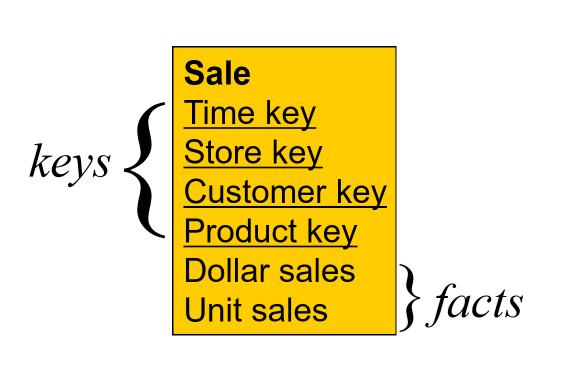 Sale
Time key
Store key
Customer key
Product key
Dollar sales
Unit sales
keys
facts